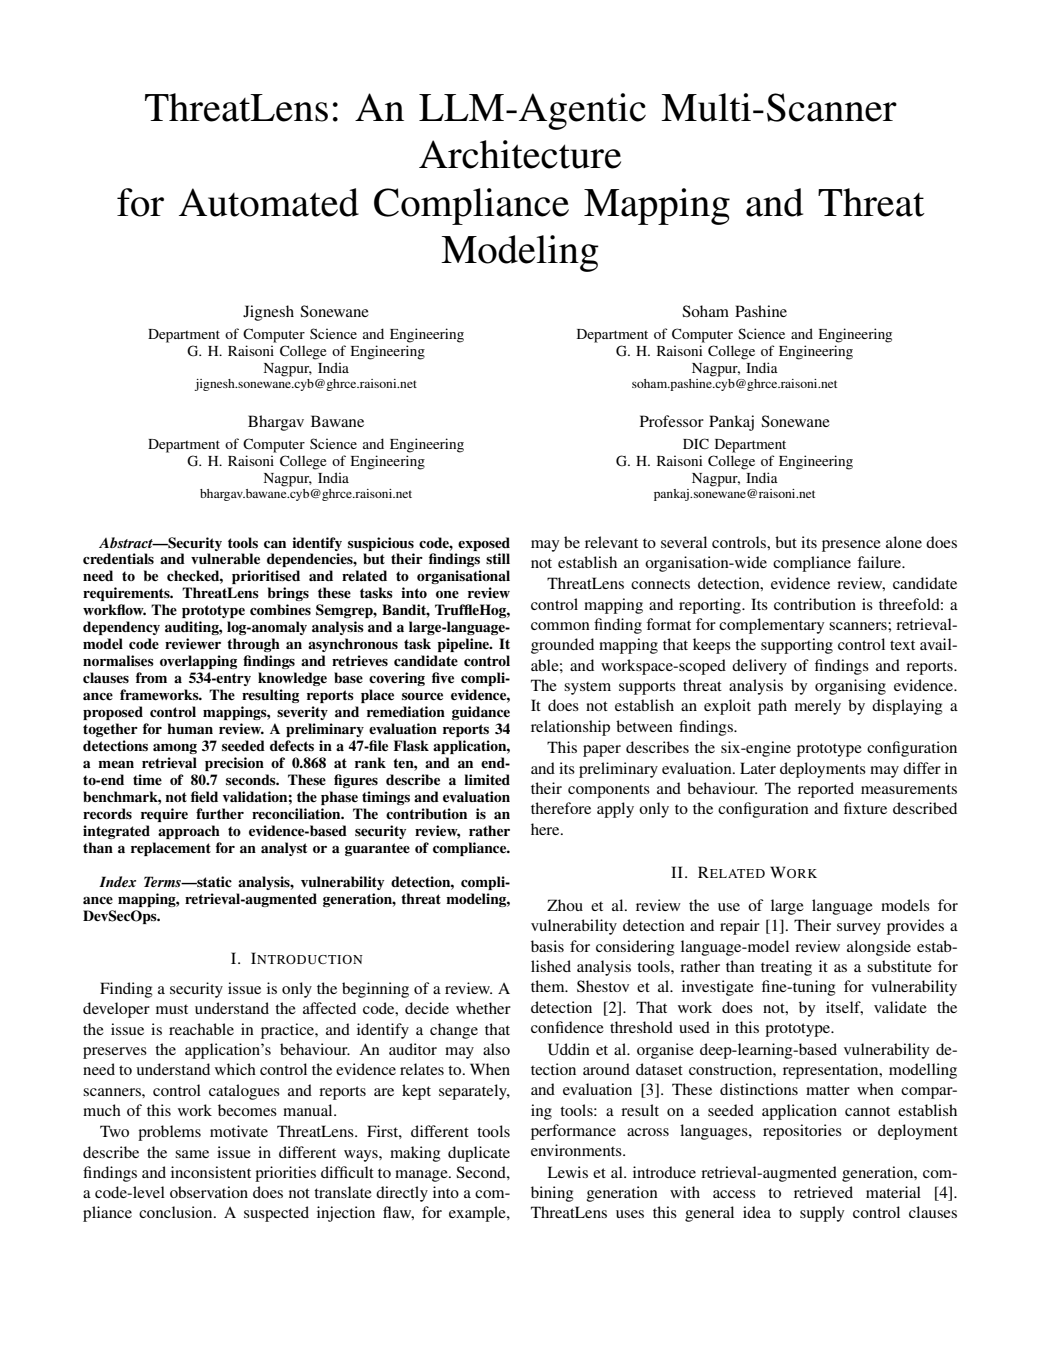 ThreatLens: An LLM-Agentic Multi-Scanner
Architecture
for Automated Compliance Mapping and Threat
Modeling
Jignesh Sonewane
Department of Computer Science and Engineering
G. H. Raisoni College of Engineering
Nagpur, India
jignesh.sonewane.cyb@ghrce.raisoni.net
Soham Pashine
Department of Computer Science and Engineering
G. H. Raisoni College of Engineering
Nagpur, India
soham.pashine.cyb@ghrce.raisoni.net
Bhargav Bawane
Department of Computer Science and Engineering
G. H. Raisoni College of Engineering
Nagpur, India
bhargav.bawane.cyb@ghrce.raisoni.net
Professor Pankaj Sonewane
DIC Department
G. H. Raisoni College of Engineering
Nagpur, India
pankaj.sonewane@raisoni.net
Abstract—Security tools can identify suspicious code, exposed
credentials and vulnerable dependencies, but their findings still
need to be checked, prioritised and related to organisational
requirements. ThreatLens brings these tasks into one review
workflow. The prototype combines Semgrep, Bandit, TruffleHog,
dependency auditing, log-anomaly analysis and a large-language-
model code reviewer through an asynchronous task pipeline. It
normalises overlapping findings and retrieves candidate control
clauses from a 534-entry knowledge base covering five compli-
ance frameworks. The resulting reports place source evidence,
proposed control mappings, severity and remediation guidance
together for human review. A preliminary evaluation reports 34
detections among 37 seeded defects in a 47-file Flask application,
a mean retrieval precision of 0.868 at rank ten, and an end-
to-end time of 80.7 seconds. These figures describe a limited
benchmark, not field validation; the phase timings and evaluation
records require further reconciliation. The contribution is an
integrated approach to evidence-based security review, rather
than a replacement for an analyst or a guarantee of compliance.
Index Terms—static analysis, vulnerability detection, compli-
ance mapping, retrieval-augmented generation, threat modeling,
DevSecOps.
I. INTRODUCTION
Finding a security issue is only the beginning of a review. A
developer must understand the affected code, decide whether
the issue is reachable in practice, and identify a change that
preserves the application's behaviour. An auditor may also
need to understand which control the evidence relates to. When
scanners, control catalogues and reports are kept separately,
much of this work becomes manual.
Two problems motivate ThreatLens. First, different tools
describe the same issue in different ways, making duplicate
findings and inconsistent priorities difficult to manage. Second,
a code-level observation does not translate directly into a com-
pliance conclusion. A suspected injection flaw, for example,
may be relevant to several controls, but its presence alone does
not establish an organisation-wide compliance failure.
ThreatLens connects detection, evidence review, candidate
control mapping and reporting. Its contribution is threefold: a
common finding format for complementary scanners; retrieval-
grounded mapping that keeps the supporting control text avail-
able; and workspace-scoped delivery of findings and reports.
The system supports threat analysis by organising evidence.
It does not establish an exploit path merely by displaying a
relationship between findings.
This paper describes the six-engine prototype configuration
and its preliminary evaluation. Later deployments may differ in
their components and behaviour. The reported measurements
therefore apply only to the configuration and fixture described
here.
II. RELATED WORK
Zhou et al. review the use of large language models for
vulnerability detection and repair [1]. Their survey provides a
basis for considering language-model review alongside estab-
lished analysis tools, rather than treating it as a substitute for
them. Shestov et al. investigate fine-tuning for vulnerability
detection [2]. That work does not, by itself, validate the
confidence threshold used in this prototype.
Uddin et al. organise deep-learning-based vulnerability de-
tection around dataset construction, representation, modelling
and evaluation [3]. These distinctions matter when compar-
ing tools: a result on a seeded application cannot establish
performance across languages, repositories or deployment
environments.
Lewis et al. introduce retrieval-augmented generation, com-
bining generation with access to retrieved material [4].
ThreatLens uses this general idea to supply control clauses